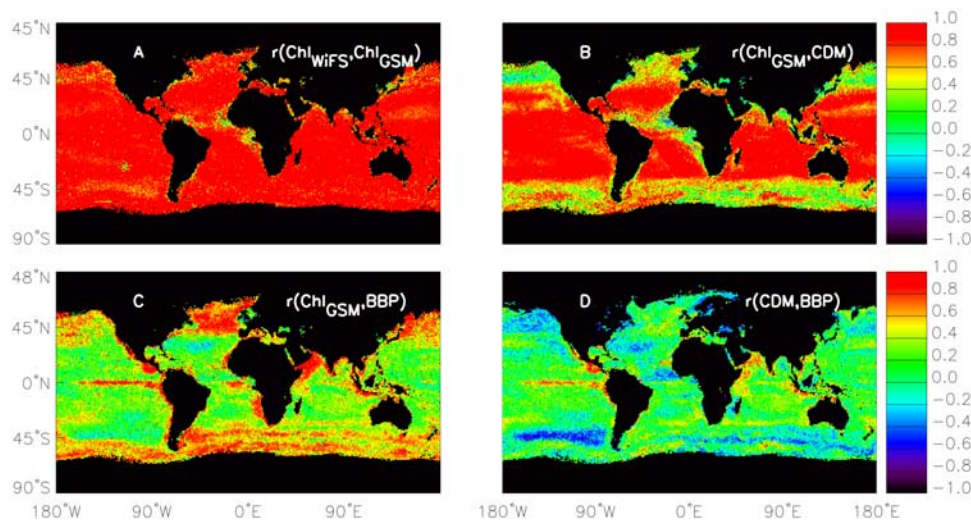 45°N
45°N
0°N
45°S
90°S
A r(Chl_WiFS,Chl_GSM)
B r(Chl_GSM,CDM)
1.0
0.8
0.6
0.4
0.2
0.0
−0.2
−0.4
−0.6
−0.8
−1.0
48°N
45°N
0°N
45°S
90°S
C r(Chl_GSM,BBP)
D r(CDM,BBP)
1.0
0.8
0.6
0.4
0.2
0.0
−0.2
−0.4
−0.6
−0.8
−1.0
180°W 90°W 0°E 90°E 180°W 90°W 0°E 90°E 180°E